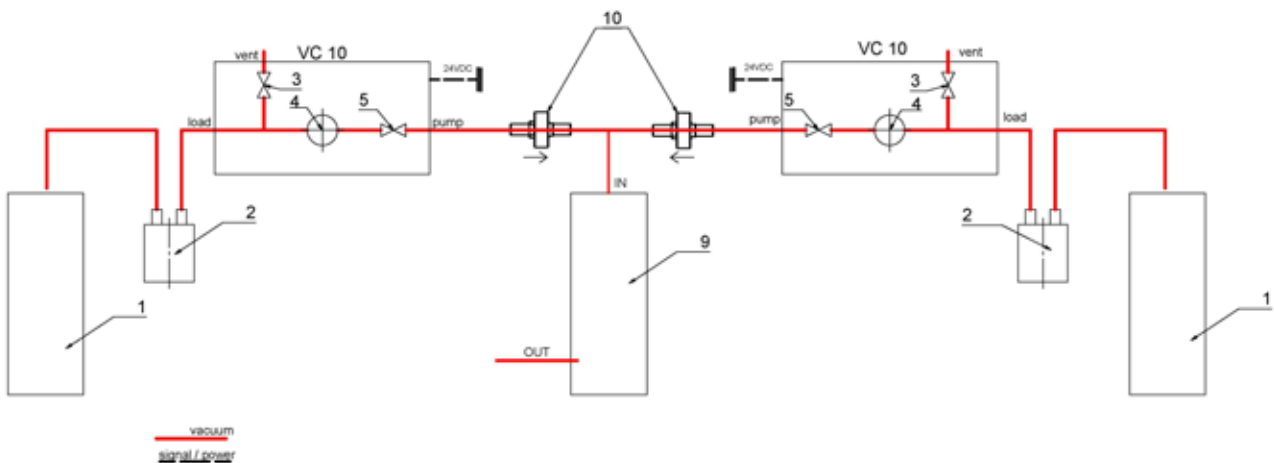 10
vent
VC 10
24VDC
3
4
5
load
pump
24VDC
VC 10
vent
3
5
4
pump
load
IN
2
9
2
1
1
OUT
vacuum
signal / power